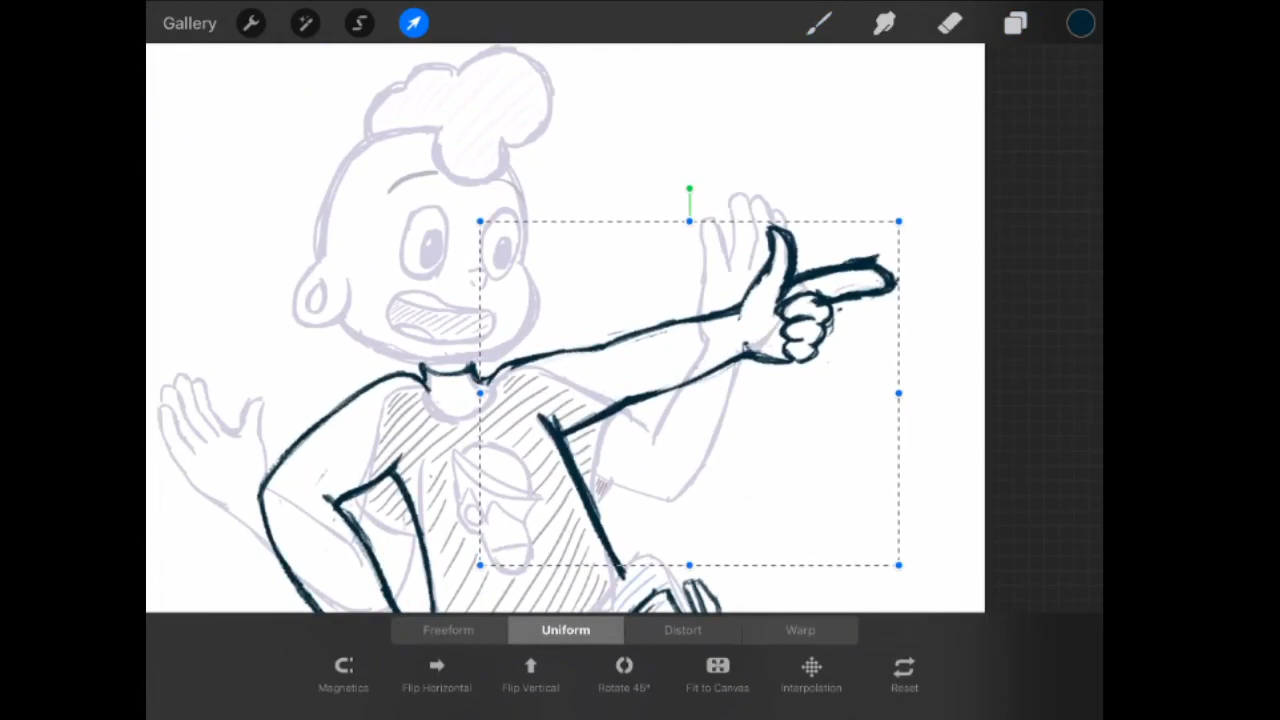 Gallery
Freeform Uniform Distort Warp
Magnetics Flip Horizontal Flip Vertical Rotate 45° Fit to Canvas Interpolation Reset